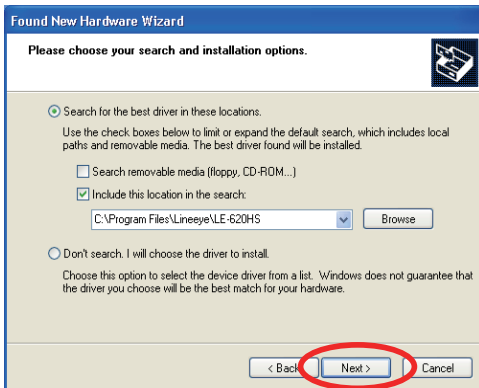 Found New Hardware Wizard
Please choose your search and installation options.
Search for the best driver in these locations.
Use the check boxes below to limit or expand the default search, which includes local
paths and removable media. The best driver found will be installed.
Search removable media (floppy, CD-ROM...)
Include this location in the search:
C:\Program Files\Lineeye\LE-620HS
Browse
Don't search. I will choose the driver to install.
Choose this option to select the device driver from a list. Windows does not guarantee that
the driver you choose will be the best match for your hardware.
< Back
Next >
Cancel